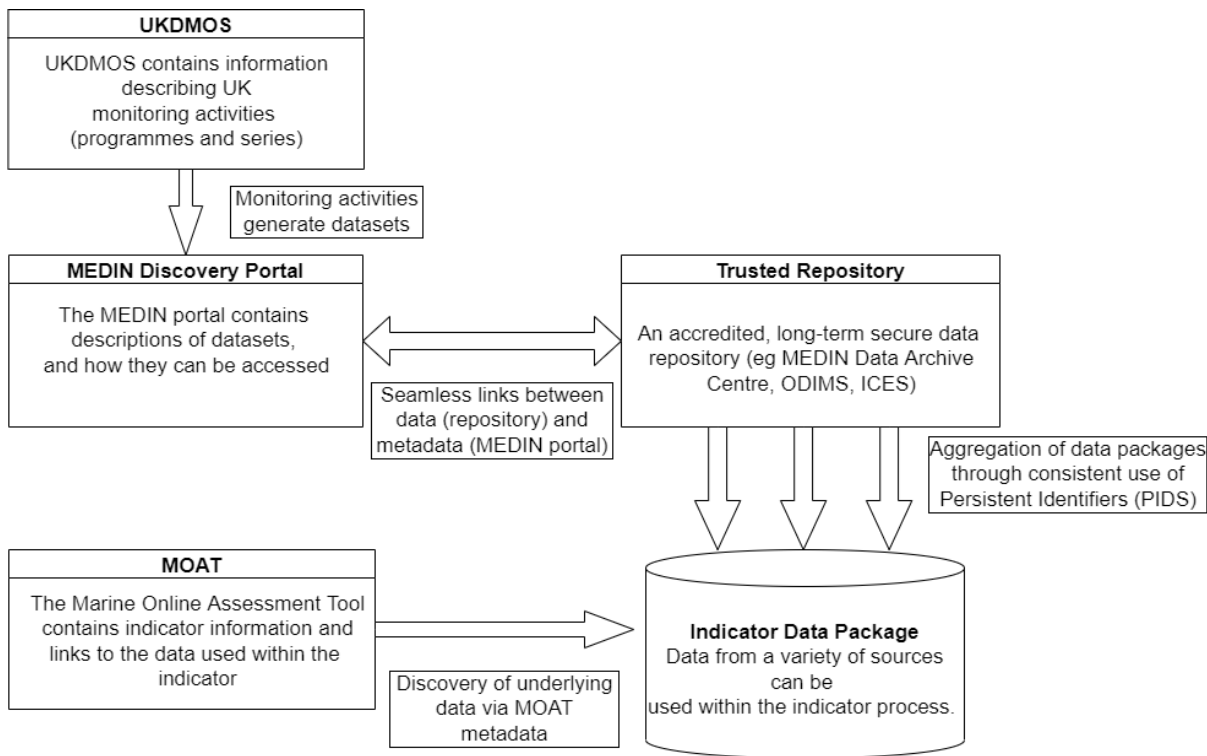 UKDMOS
UKDMOS contains information
describing UK
monitoring activities
(programmes and series)
Monitoring activities
generate datasets
MEDIN Discovery Portal
The MEDIN portal contains
descriptions of datasets,
and how they can be accessed
Seamless links between
data (repository) and
metadata (MEDIN portal)
Trusted Repository
An accredited, long-term secure data
repository (eg MEDIN Data Archive
Centre, ODIMS, ICES)
Aggregation of data packages
through consistent use of
Persistent Identifiers (PIDS)
MOAT
The Marine Online Assessment Tool
contains indicator information and
links to the data used within the
indicator
Discovery of underlying
data via MOAT
metadata
Indicator Data Package
Data from a variety of sources
can be
used within the indicator process.